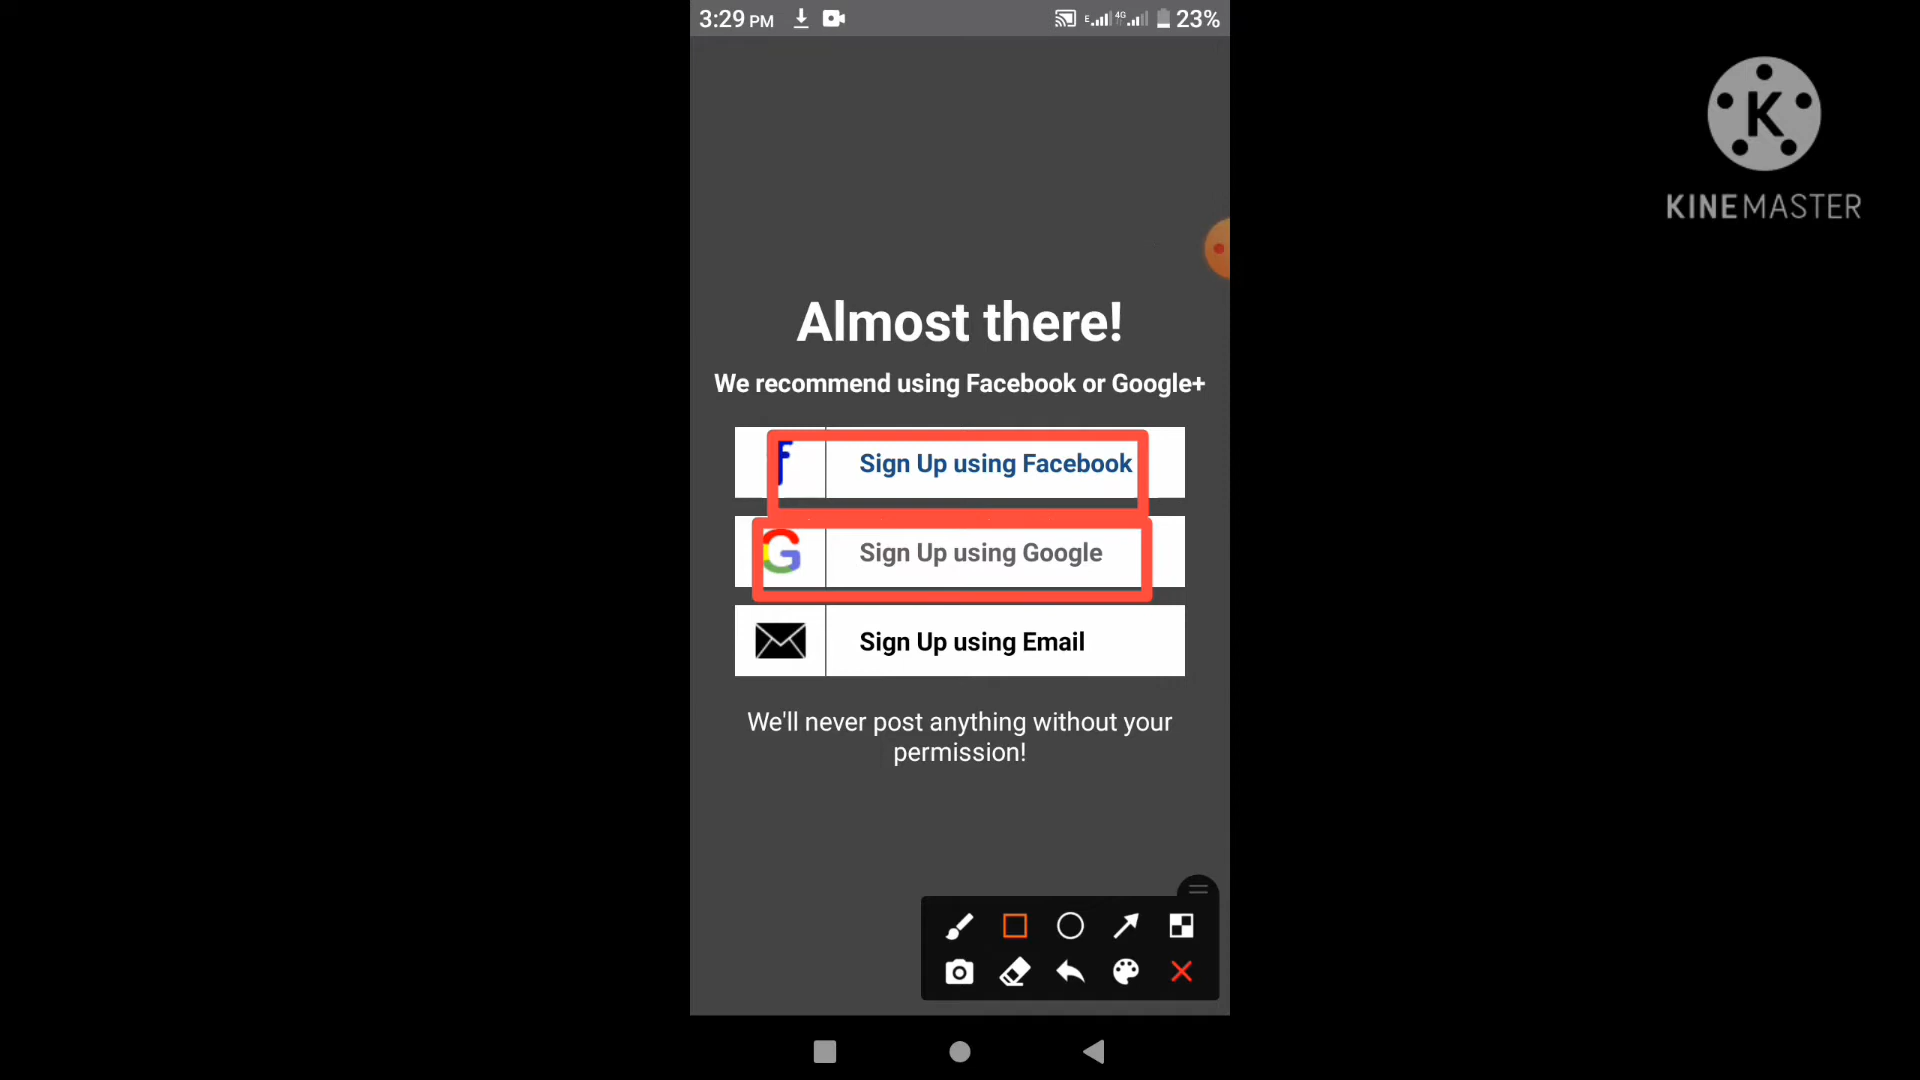 3:29 PM
E 4G 23%
K
KINEMASTER
Almost there!
We recommend using Facebook or Google+
f Sign Up using Facebook
G Sign Up using Google
Sign Up using Email
We'll never post anything without your
permission!